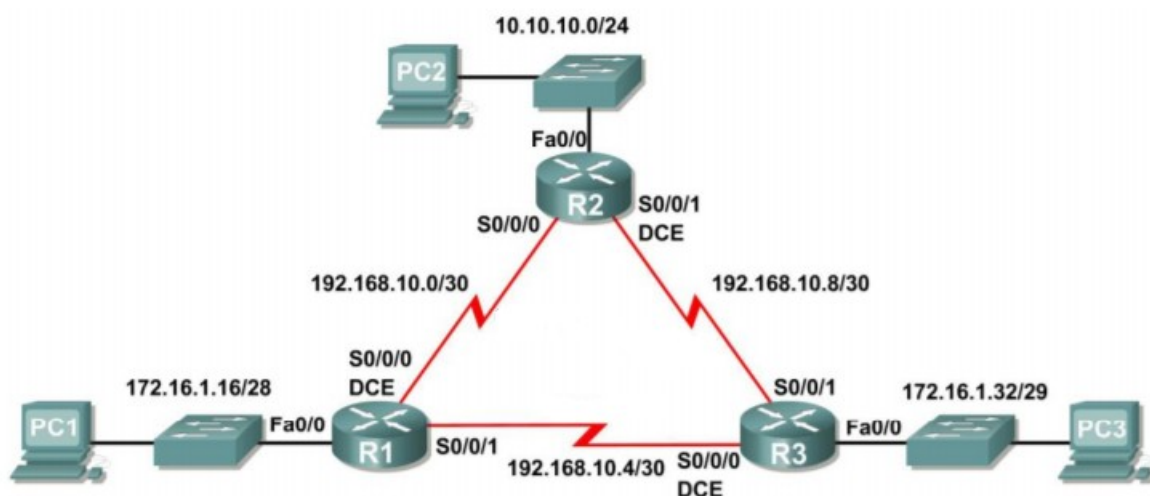 10.10.10.0/24
PC2
Fa0/0
R2
S0/0/0
S0/0/1
DCE
192.168.10.0/30
192.168.10.8/30
S0/0/0
DCE
172.16.1.16/28
PC1
Fa0/0
R1
S0/0/1
192.168.10.4/30
S0/0/0
DCE
S0/0/1
R3
Fa0/0
172.16.1.32/29
PC3